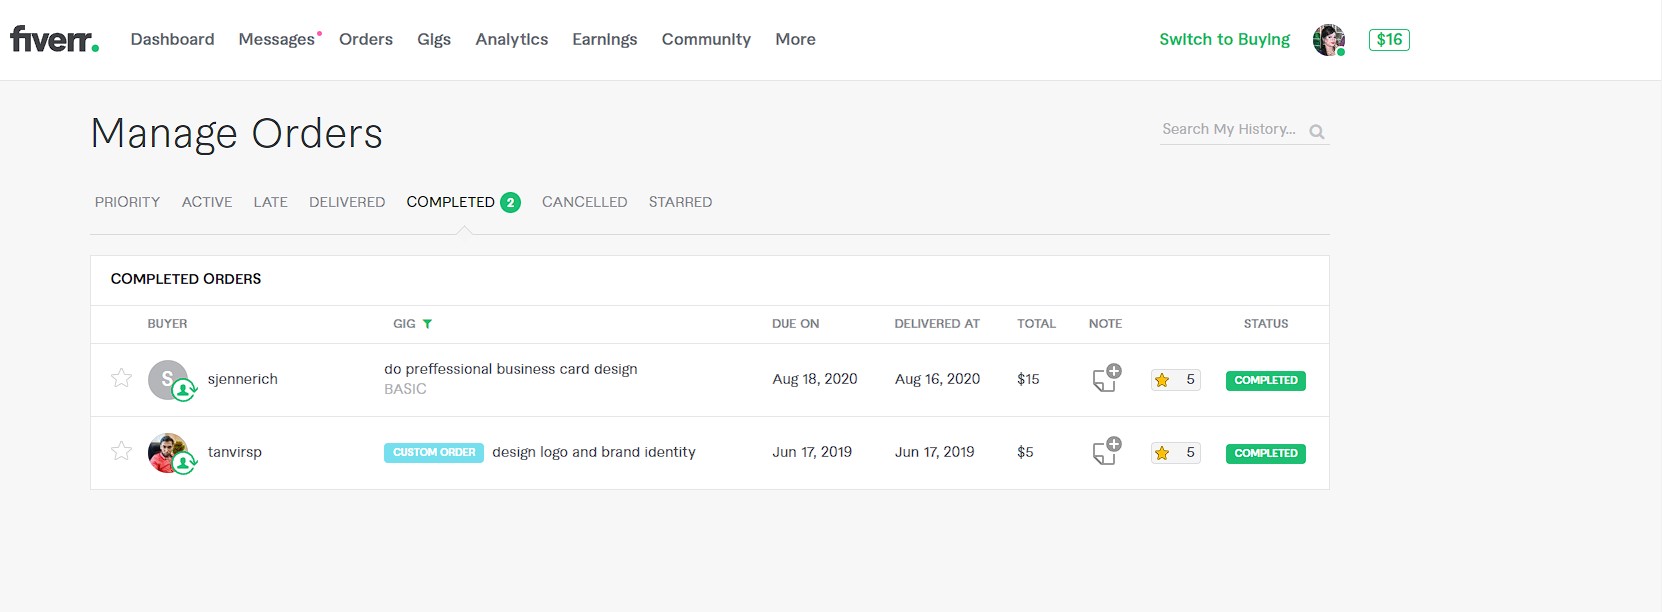 fiverr. Dashboard Messages Orders Gigs Analytics Earnings Community More Switch to Buying $16
Manage Orders Search My History...
PRIORITY ACTIVE LATE DELIVERED COMPLETED 2 CANCELLED STARRED
COMPLETED ORDERS
BUYER GIG DUE ON DELIVERED AT TOTAL NOTE STATUS
S sjennerich do preffessional business card design Aug 18, 2020 Aug 16, 2020 $15 5 COMPLETED
BASIC
tanvirsp CUSTOM ORDER design logo and brand identity Jun 17, 2019 Jun 17, 2019 $5 5 COMPLETED